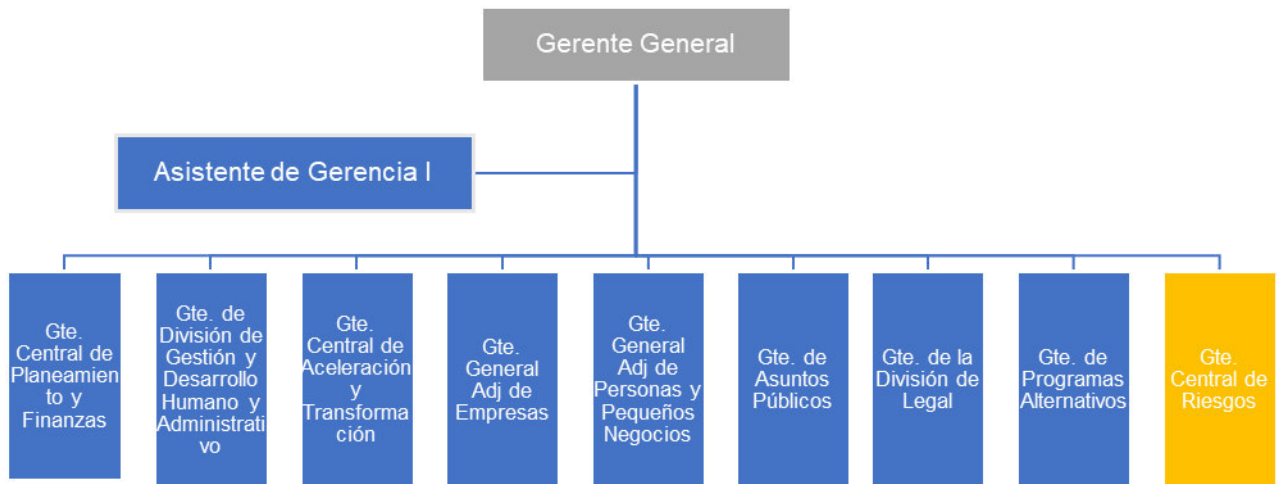 Gerente General
Asistente de Gerencia I
Gte.
Central de
Planeamien
to y
Finanzas
Gte. de
División de
Gestión y
Desarrollo
Humano y
Administrati
vo
Gte.
Central de
Aceleración
y
Transforma
ción
Gte.
General
Adj de
Empresas
Gte.
General
Adj de
Personas y
Pequeños
Negocios
Gte. de
Asuntos
Públicos
Gte. de la
División de
Legal
Gte. de
Programas
Alternativos
Gte.
Central de
Riesgos